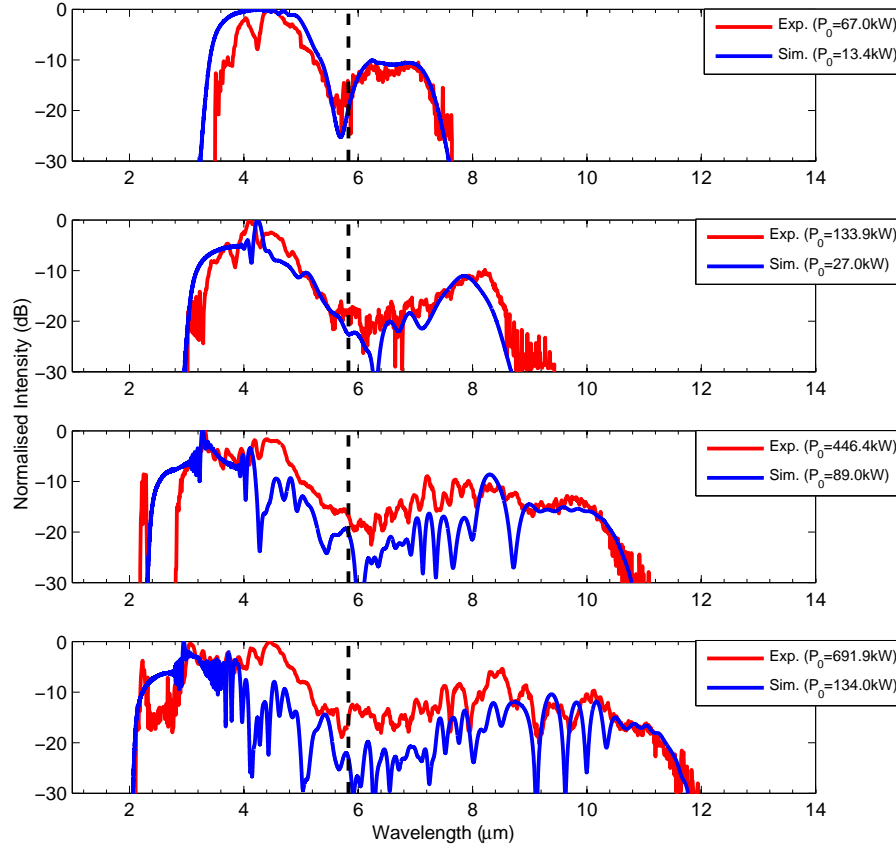 0
−10
−20
−30
2 4 6 8 10 12 14
Exp. (P0=67.0kW)
Sim. (P0=13.4kW)
0
−10
−20
−30
2 4 6 8 10 12 14
Exp. (P0=133.9kW)
Sim. (P0=27.0kW)
0
−10
−20
−30
2 4 6 8 10 12 14
Exp. (P0=446.4kW)
Sim. (P0=89.0kW)
0
−10
−20
−30
2 4 6 8 10 12 14
Exp. (P0=691.9kW)
Sim. (P0=134.0kW)
Normalised Intensity (dB)
Wavelength (μm)